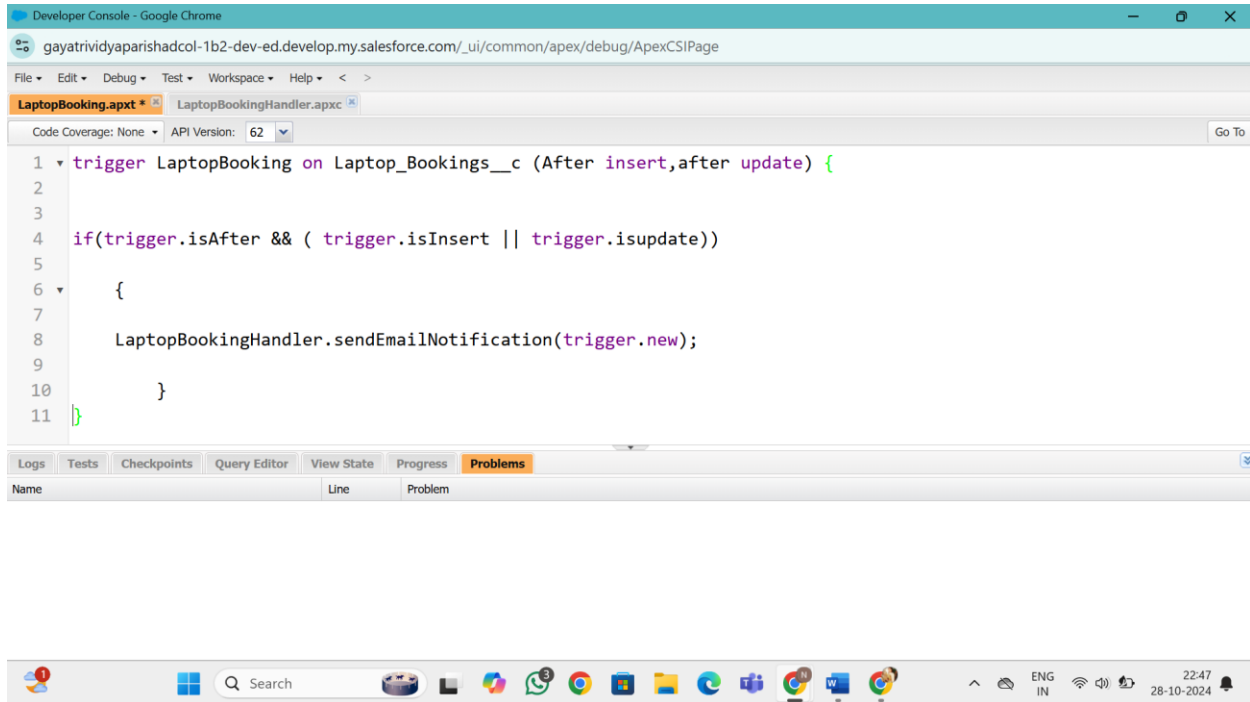 Developer Console - Google Chrome
gayatrividyaparishadcol-1b2-dev-ed.develop.my.salesforce.com/_ui/common/apex/debug/ApexCSIPage
File Edit Debug Test Workspace Help < >
LaptopBooking.apxt * LaptopBookingHandler.apxc
Code Coverage: None API Version: 62 Go To
1 trigger LaptopBooking on Laptop_Bookings__c (After insert,after update) {
2
3
4 if(trigger.isAfter && ( trigger.isInsert || trigger.isupdate))
5
6 {
7
8 LaptopBookingHandler.sendEmailNotification(trigger.new);
9
10 }
11 }
Logs Tests Checkpoints Query Editor View State Progress Problems
Name Line Problem
1 Search 3 N ENG 22:47
IN 28-10-2024